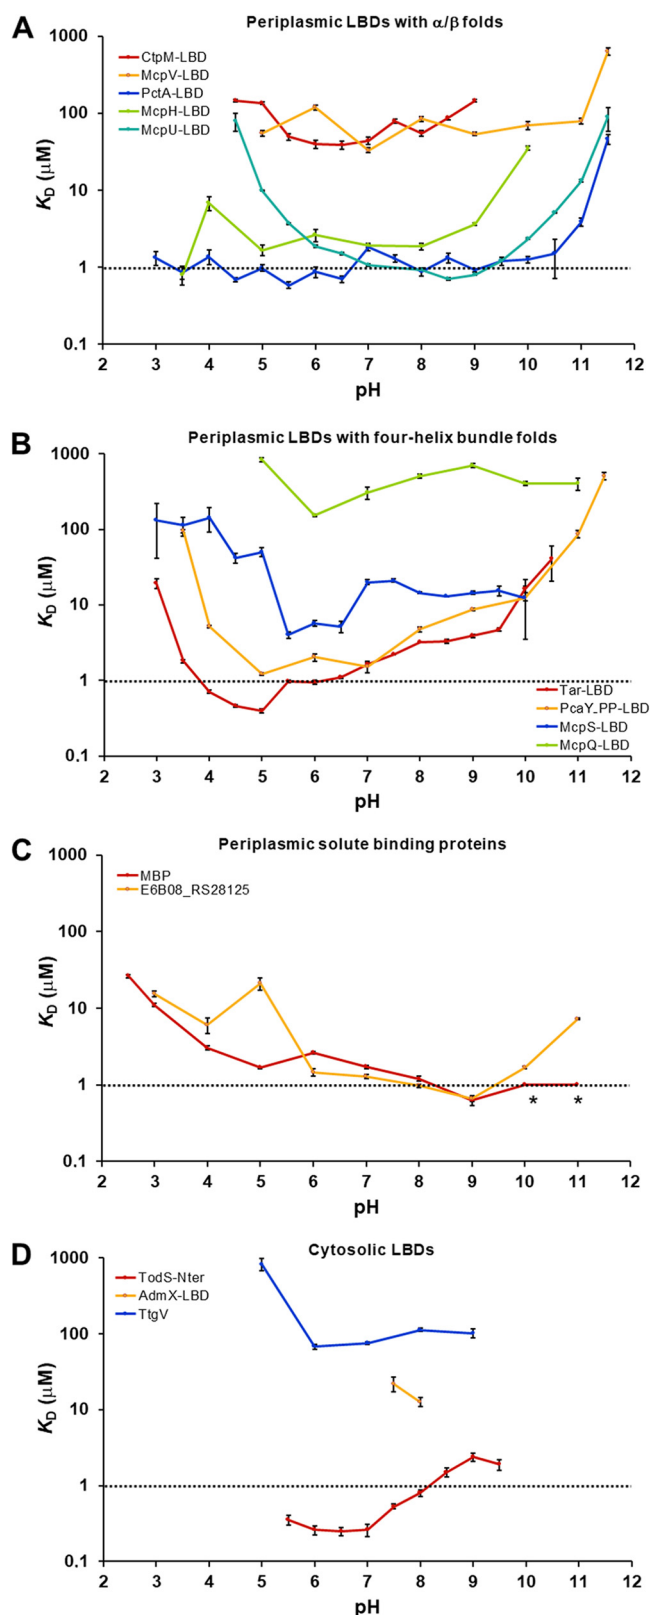 A
Periplasmic LBDs with α/β folds
1000
100
10
1
0.1
K_D (μM)
CtpM-LBD
McpV-LBD
PctA-LBD
McpH-LBD
McpU-LBD
2 3 4 5 6 7 8 9 10 11 12
pH
B
Periplasmic LBDs with four-helix bundle folds
1000
100
10
1
0.1
K_D (μM)
Tar-LBD
PcaY_PP-LBD
McpS-LBD
McpQ-LBD
2 3 4 5 6 7 8 9 10 11 12
pH
C
Periplasmic solute binding proteins
1000
100
10
1
0.1
K_D (μM)
MBP
E6B08_RS28125
* *
2 3 4 5 6 7 8 9 10 11 12
pH
D
Cytosolic LBDs
1000
100
10
1
0.1
K_D (μM)
TodS-Nter
AdmX-LBD
TtgV
2 3 4 5 6 7 8 9 10 11 12
pH